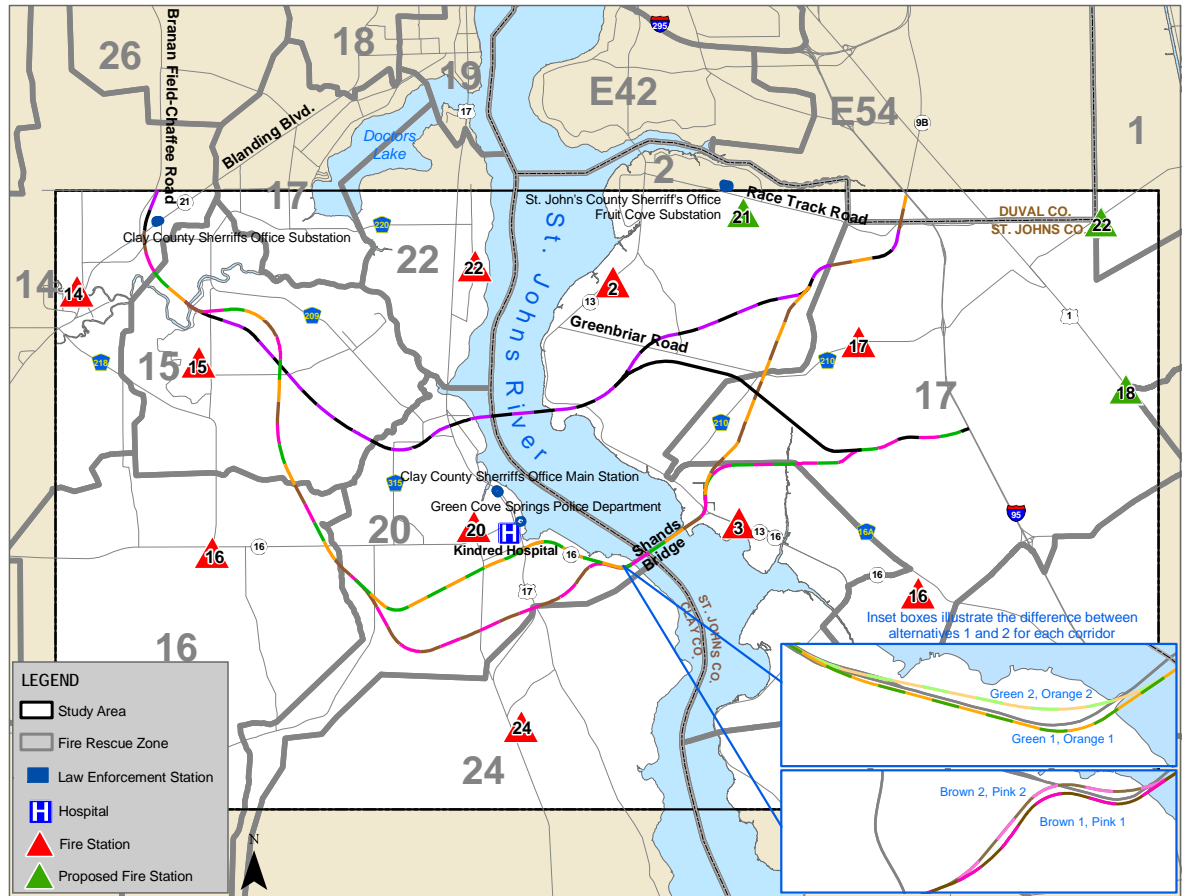 26
Branan Field-Chaffee Road
18
19
17
Blanding Blvd.
Doctors
Lake
295
E42
E54
9B
1
2
21
17
220
Clay County Sherriffs Office Substation
St. John's County Sheriff's Office
Fruit Cove Substation
21
Race Track Road
DUVAL CO.
ST. JOHNS CO.
22
22
22
14
14
2
13
1
209
218
15
15
St. Johns River
Greenbriar Road
17
210
17
18
210
315
Clay County Sherriffs Office Main Station
Green Cove Springs Police Department
20
20
H
Kindred Hospital
16
16
16
Shands
Bridge
3
13
16
16A
95
17
16
16
ST. JOHNS CO.
CLAY CO.
16
24
24
Inset boxes illustrate the difference between
alternatives 1 and 2 for each corridor
Green 2, Orange 2
Green 1, Orange 1
Brown 2, Pink 2
Brown 1, Pink 1
LEGEND
Study Area
Fire Rescue Zone
Law Enforcement Station
H Hospital
Fire Station
Proposed Fire Station
N